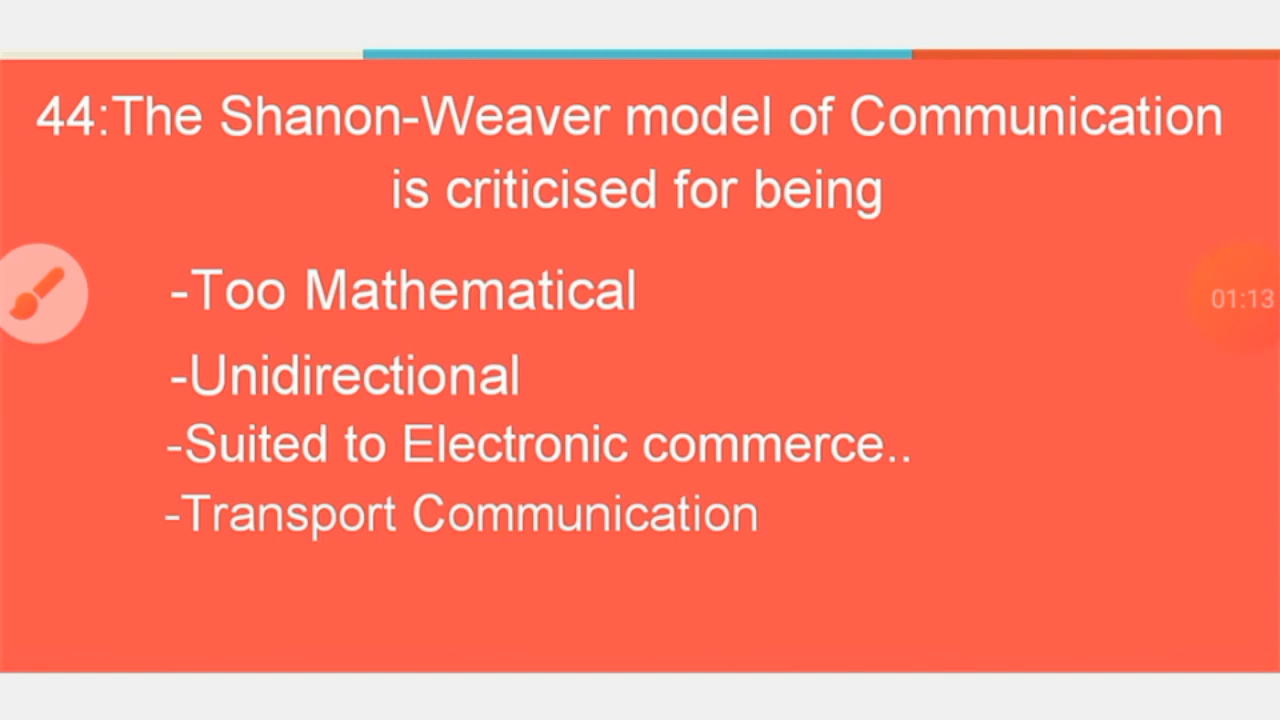 44:The Shanon-Weaver model of Communication
is criticised for being
-Too Mathematical
-Unidirectional
-Suited to Electronic commerce..
-Transport Communication
01:13